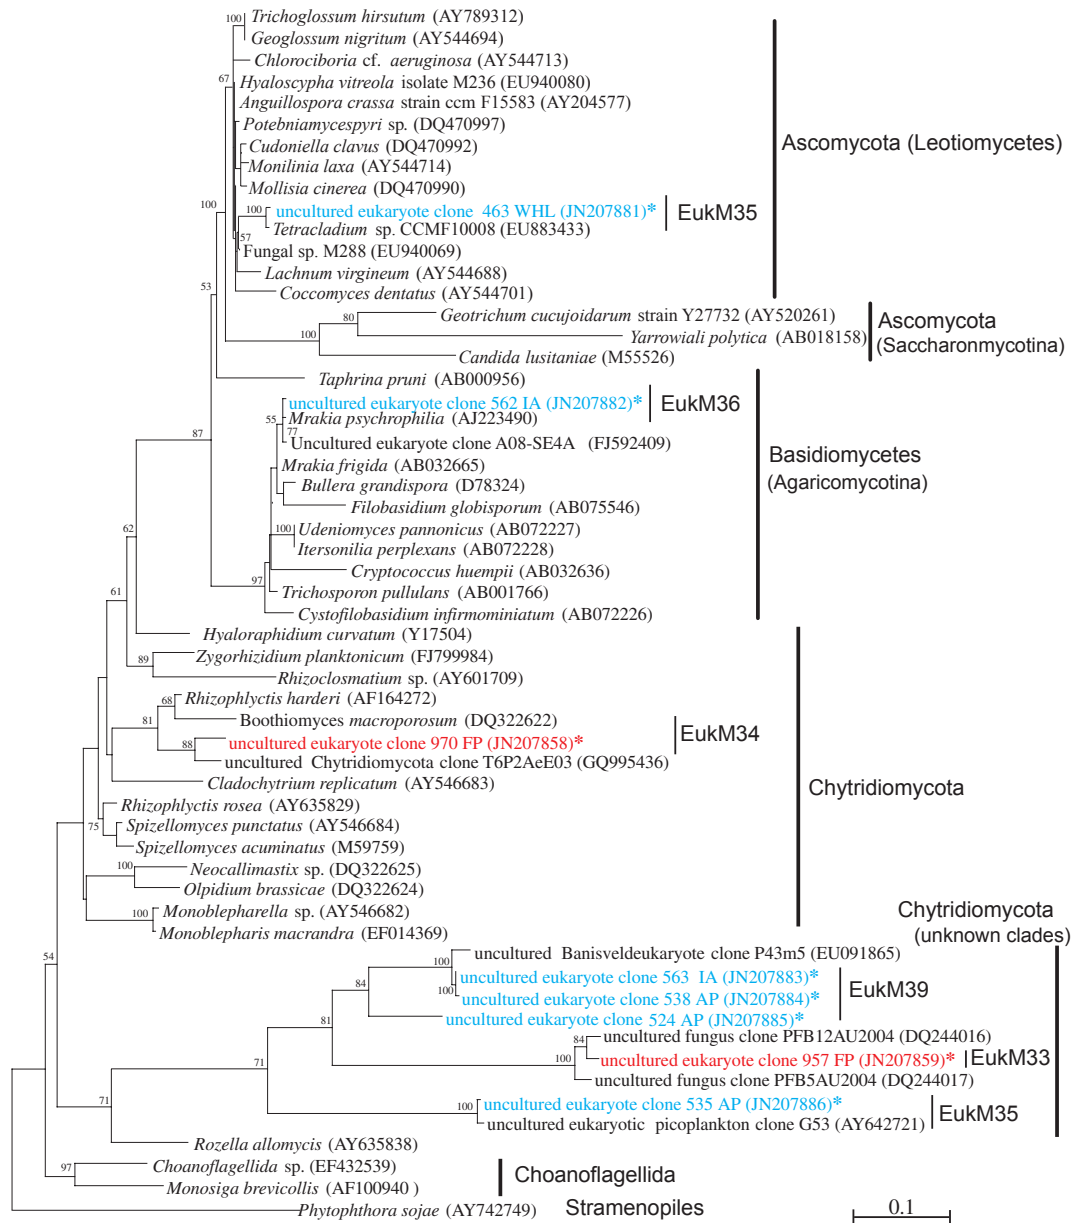 100 Trichoglossum hirsutum (AY789312)
Geoglossum nigritum (AY544694)
Chlorociboria cf. aeruginosa (AY544713)
67 Hyaloscypha vitreola isolate M236 (EU940080)
Anguillospora crassa strain ccm F15583 (AY204577)
Potebniamycespyri sp. (DQ470997)
Cudoniella clavus (DQ470992)
Ascomycota (Leotiomycetes)
Monilinia laxa (AY544714)
Mollisia cinerea (DQ470990)
100 100 uncultured eukaryote clone 463 WHL (JN207881)* EukM35
Tetracladium sp. CCMF10008 (EU883433)
57
Fungal sp. M288 (EU940069)
Lachnum virgineum (AY544688)
53 Coccomyces dentatus (AY544701)
80 Geotrichum cucujoidarum strain Y27732 (AY520261)
Ascomycota
(Saccharonmycotina)
100 Yarrowiali polytica (AB018158)
Candida lusitaniae (M55526)
Taphrina pruni (AB000956)
uncultured eukaryote clone 562 IA (JN207882)* EukM36
55 Mrakia psychrophilia (AJ223490)
77
87 Uncultured eukaryote clone A08-SE4A (FJ592409)
Basidiomycetes
(Agaricomycotina)
Mrakia frigida (AB032665)
Bullera grandispora (D78324)
Filobasidium globisporum (AB075546)
62 100 Udeniomyces pannonicus (AB072227)
Itersonilia perplexans (AB072228)
Cryptococcus huempii (AB032636)
61 97 Trichosporon pullulans (AB001766)
Cystofilobasidium infirmominiatum (AB072226)
Hyaloraphidium curvatum (Y17504)
89 Zygorhizidium planktonicum (FJ799984)
Rhizoclosmatium sp. (AY601709)
68 Rhizophlyctis harderi (AF164272)
81 Boothiomyces macroporosum (DQ322622)
EukM34
88 uncultured eukaryote clone 970 FP (JN207858)*
uncultured Chytridiomycota clone T6P2AeE03 (GQ995436)
Cladochytrium replicatum (AY546683)
Chytridiomycota
Rhizophlyctis rosea (AY635829)
75 Spizellomyces punctatus (AY546684)
Spizellomyces acuminatus (M59759)
100 Neocallimastix sp. (DQ322625)
Olpidium brassicae (DQ322624)
100 Monoblepharella sp. (AY546682)
Monoblepharis macrandra (EF014369)
Chytridiomycota
(unknown clades)
54 uncultured Banisveldeukaryote clone P43m5 (EU091865)
100
84 uncultured eukaryote clone 563 IA (JN207883)*
100
uncultured eukaryote clone 538 AP (JN207884)*
EukM39
81 uncultured eukaryote clone 524 AP (JN207885)*
84 uncultured fungus clone PFB12AU2004 (DQ244016)
100 uncultured eukaryote clone 957 FP (JN207859)* EukM33
71 uncultured fungus clone PFB5AU2004 (DQ244017)
71 100 uncultured eukaryote clone 535 AP (JN207886)*
EukM35
uncultured eukaryotic picoplankton clone G53 (AY642721)
Rozella allomycis (AY635838)
97 Choanoflagellida sp. (EF432539)
Choanoflagellida
Monosiga brevicollis (AF100940 )
Phytophthora sojae (AY742749) Stramenopiles 0.1